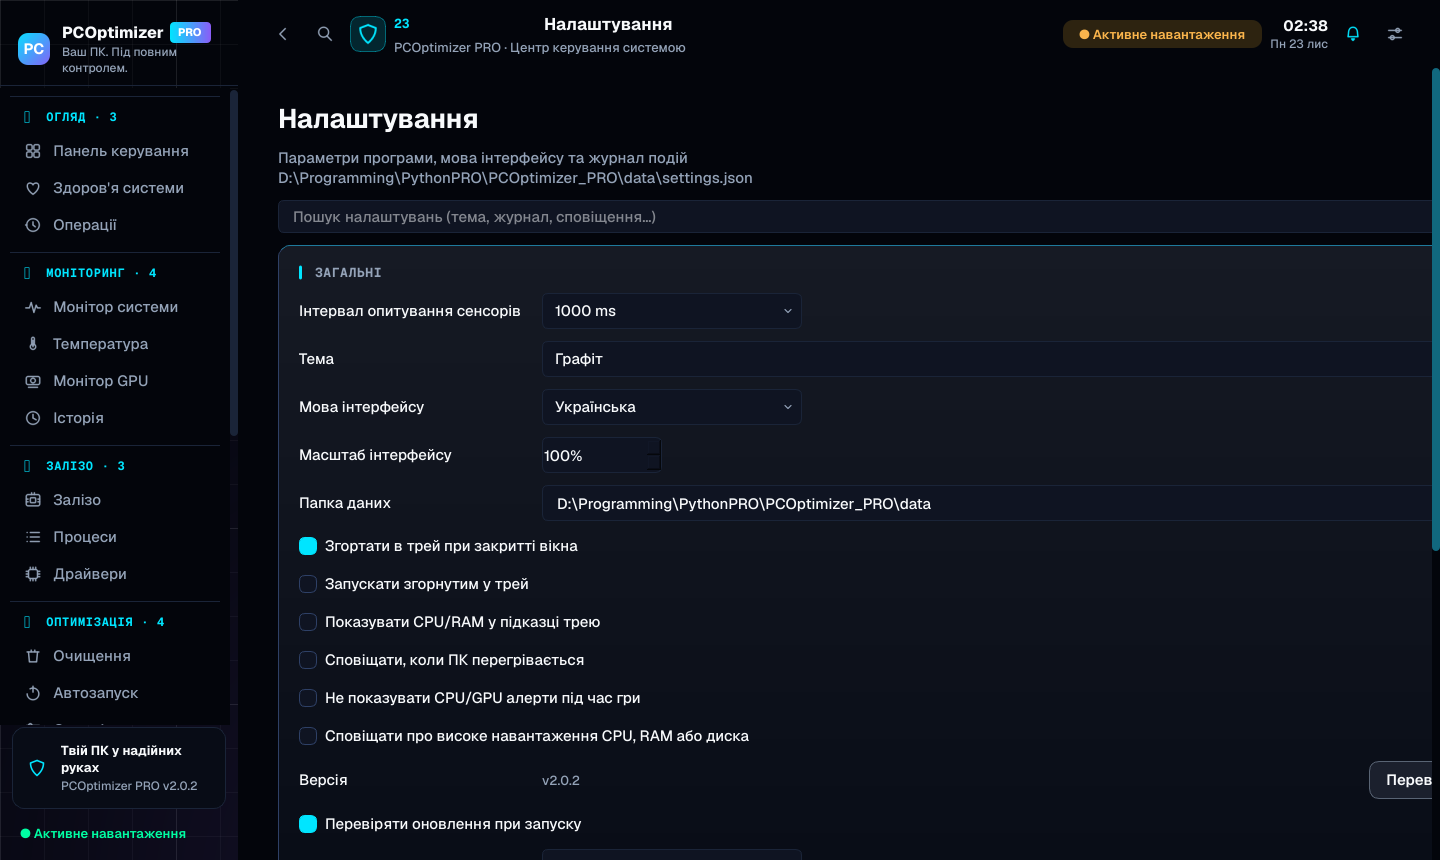 PC
PCOptimizer PRO
Ваш ПК. Під повним
контролем.
ОГЛЯД · 3
Панель керування
Здоров'я системи
Операції
МОНІТОРИНГ · 4
Монітор системи
Температура
Монітор GPU
Історія
ЗАЛІЗО · 3
Залізо
Процеси
Драйвери
ОПТИМІЗАЦІЯ · 4
Очищення
Автозапуск
Твій ПК у надійних
руках
PCOptimizer PRO v2.0.2
Активне навантаження
23
Налаштування
PCOptimizer PRO · Центр керування системою
Активне навантаження
02:38
Пн 23 лис
Налаштування
Параметри програми, мова інтерфейсу та журнал подій
D:\Programming\PythonPRO\PCOptimizer_PRO\data\settings.json
Пошук налаштувань (тема, журнал, сповіщення…)
ЗАГАЛЬНІ
Інтервал опитування сенсорів 1000 ms
Тема Графіт
Мова інтерфейсу Українська
Масштаб інтерфейсу 100%
Папка даних D:\Programming\PythonPRO\PCOptimizer_PRO\data
Згортати в трей при закритті вікна
Запускати згорнутим у трей
Показувати CPU/RAM у підказці трею
Сповіщати, коли ПК перегрівається
Не показувати CPU/GPU алерти під час гри
Сповіщати про високе навантаження CPU, RAM або диска
Версія v2.0.2 Перев
Перевіряти оновлення при запуску